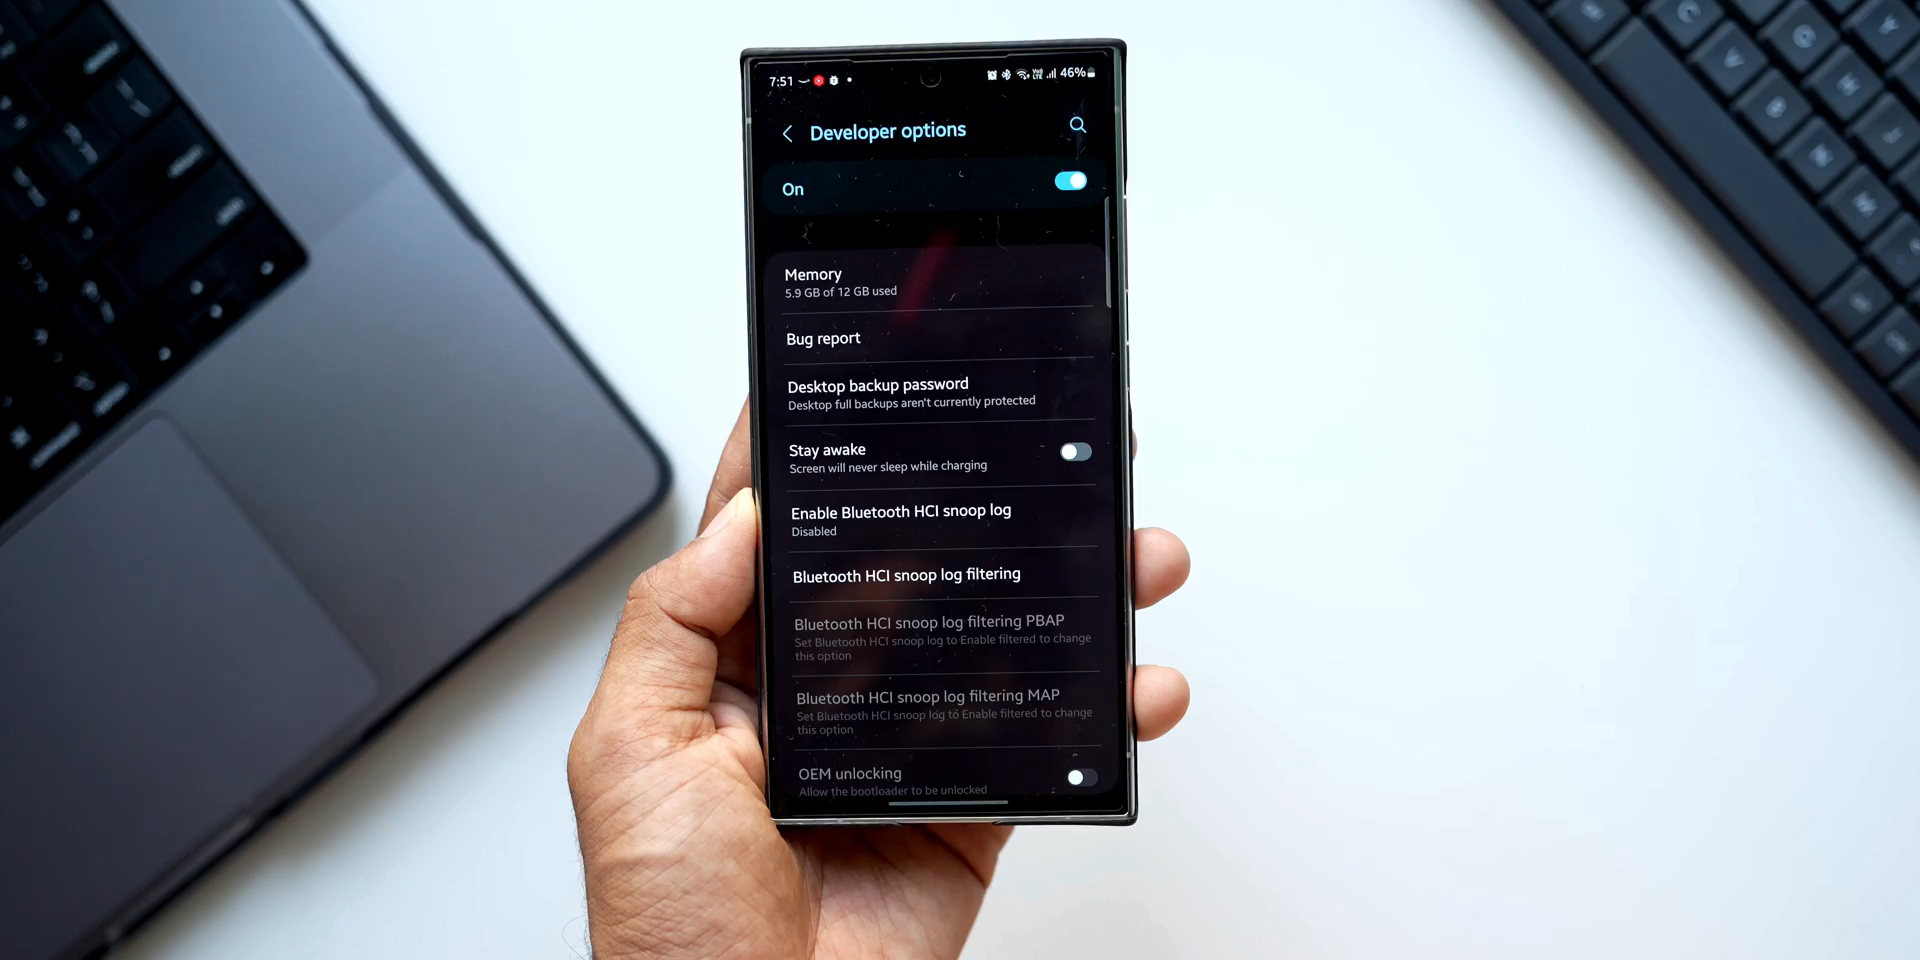 7:51
46%
Developer options
On
Memory
5.9 GB of 12 GB used
Bug report
Desktop backup password
Desktop full backups aren't currently protected
Stay awake
Screen will never sleep while charging
Enable Bluetooth HCI snoop log
Disabled
Bluetooth HCI snoop log filtering
Bluetooth HCI snoop log filtering PBAP
Set Bluetooth HCI snoop log to Enable filtered to change
this option
Bluetooth HCI snoop log filtering MAP
Set Bluetooth HCI snoop log to Enable filtered to change
this option
OEM unlocking
Allow the bootloader to be unlocked